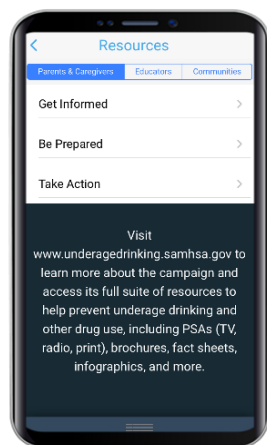 Resources
Parents & Caregivers Educators Communities
Get Informed
Be Prepared
Take Action
Visit
www.underagedrinking.samhsa.gov to
learn more about the campaign and
access its full suite of resources to
help prevent underage drinking and
other drug use, including PSAs (TV,
radio, print), brochures, fact sheets,
infographics, and more.